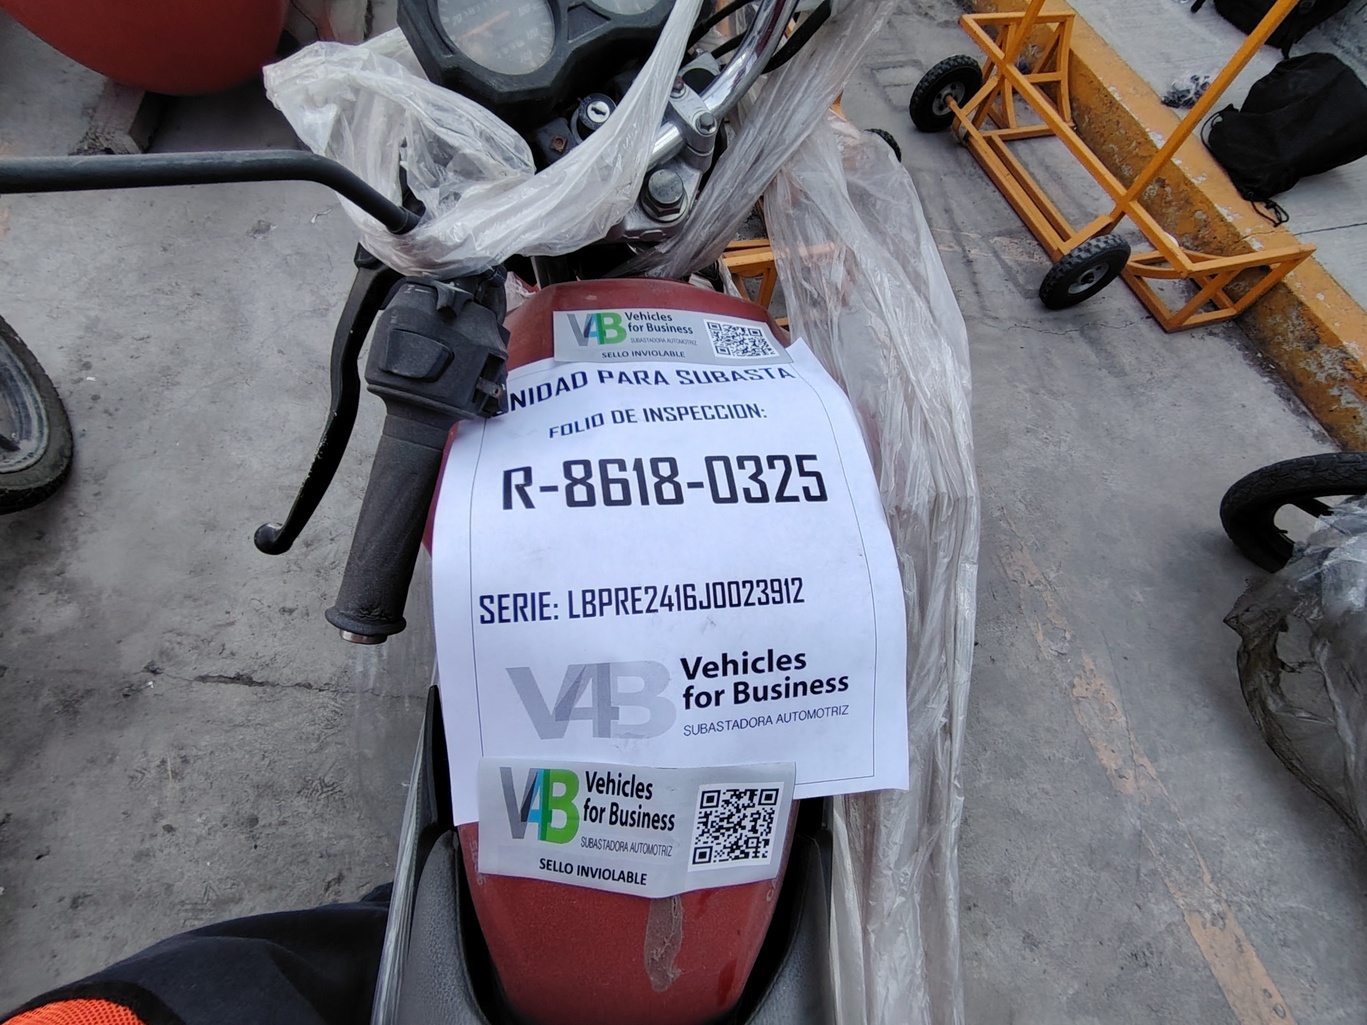 V4B Vehicles
for Business
SUBASTADORA AUTOMOTRIZ
SELLO INVIOLABLE
NIDAD PARA SUBASTA
FOLIO DE INSPECCION:
R-8618-0325
SERIE: LBPRE2416J0023912
V4B Vehicles
for Business
SUBASTADORA AUTOMOTRIZ
V4B Vehicles
for Business
SUBASTADORA AUTOMOTRIZ
SELLO INVIOLABLE